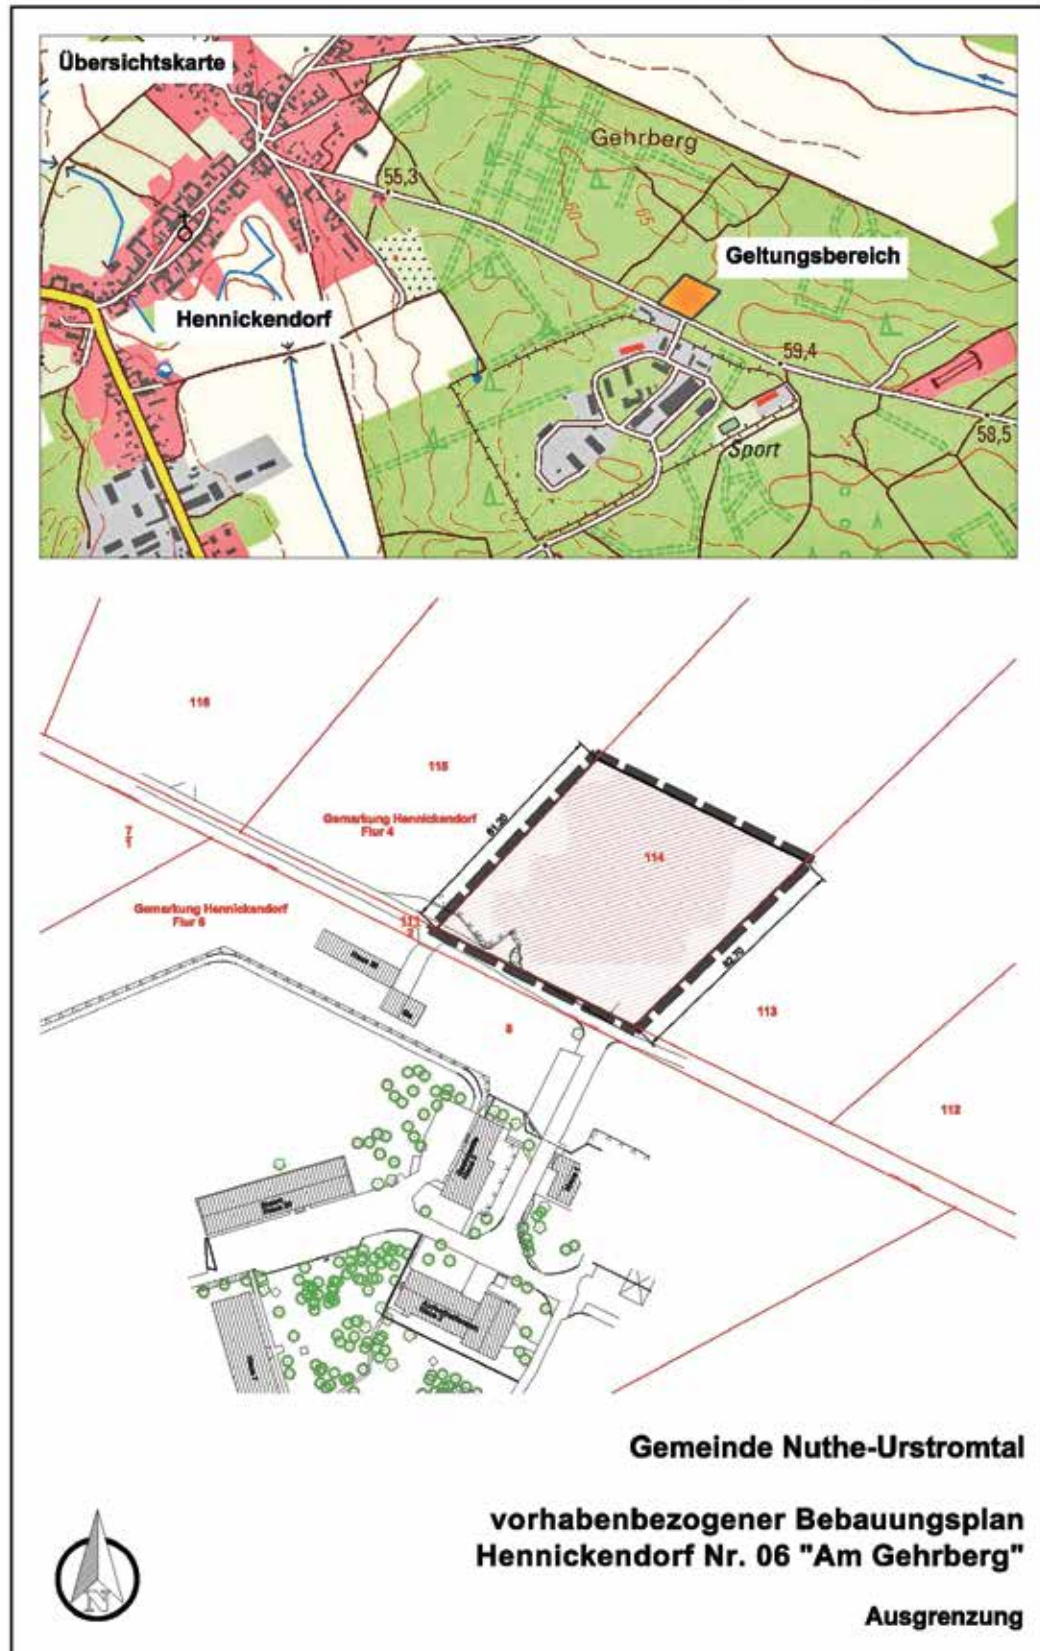 Übersichtskarte
Gehrberg
55,3
60
Geltungsbereich
Hennickendorf
59,4
Sport
58,5
116
115
Gemarkung Hennickendorf
Flur 4
7
1
114
Gemarkung Hennickendorf
Flur 6
113
8
112
Gemeinde Nuthe-Urstromtal
vorhabenbezogener Bebauungsplan
Hennickendorf Nr. 06 "Am Gehrberg"
N
Ausgrenzung